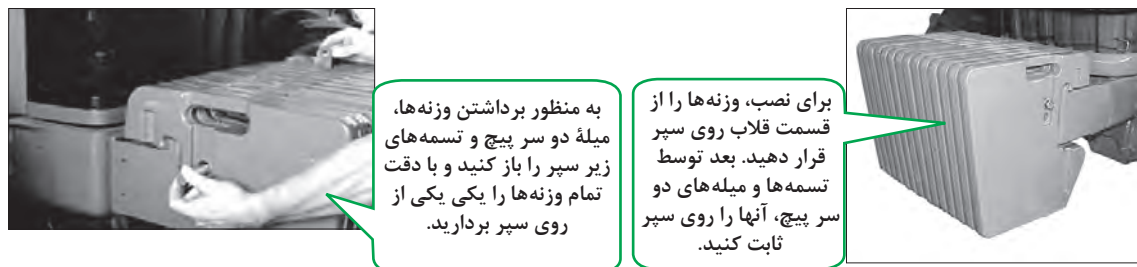 برای نصب، وزنه‌ها را از
قسمت قلاب روی سپر
قرار دهید. بعد توسط
تسمه‌ها و میله‌های دو
سر پیچ، آنها را روی سپر
ثابت کنید.
به منظور برداشتن وزنه‌ها،
میلهٔ دو سر پیچ و تسمه‌های
زیر سپر را باز کنید و با دقت
تمام وزنه‌ها را یکی یکی از
روی سپر بردارید.